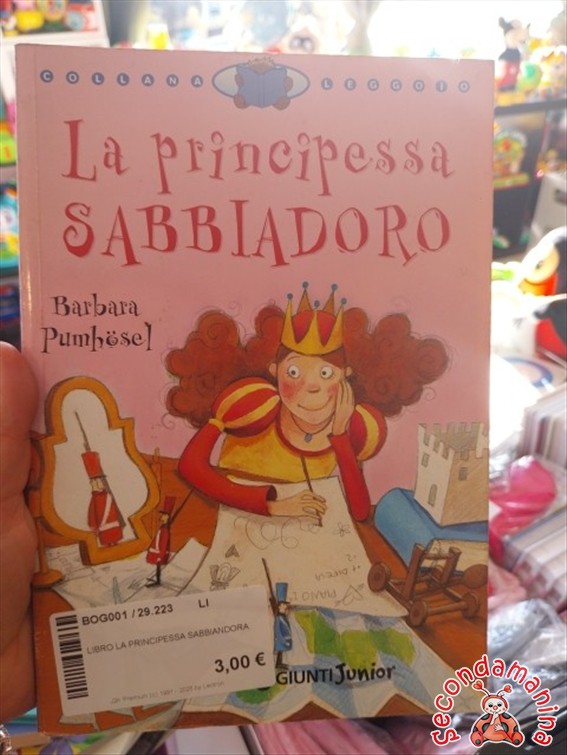 COLLANA LEGGOIO
La principessa
SABBIADORO
Barbara
Pumhösel
BOG001 / 29.223 LI
LIBRO LA PRINCIPESSA SABBIANDORA
3,00 €
GIUNTI Junior
Secondamanina